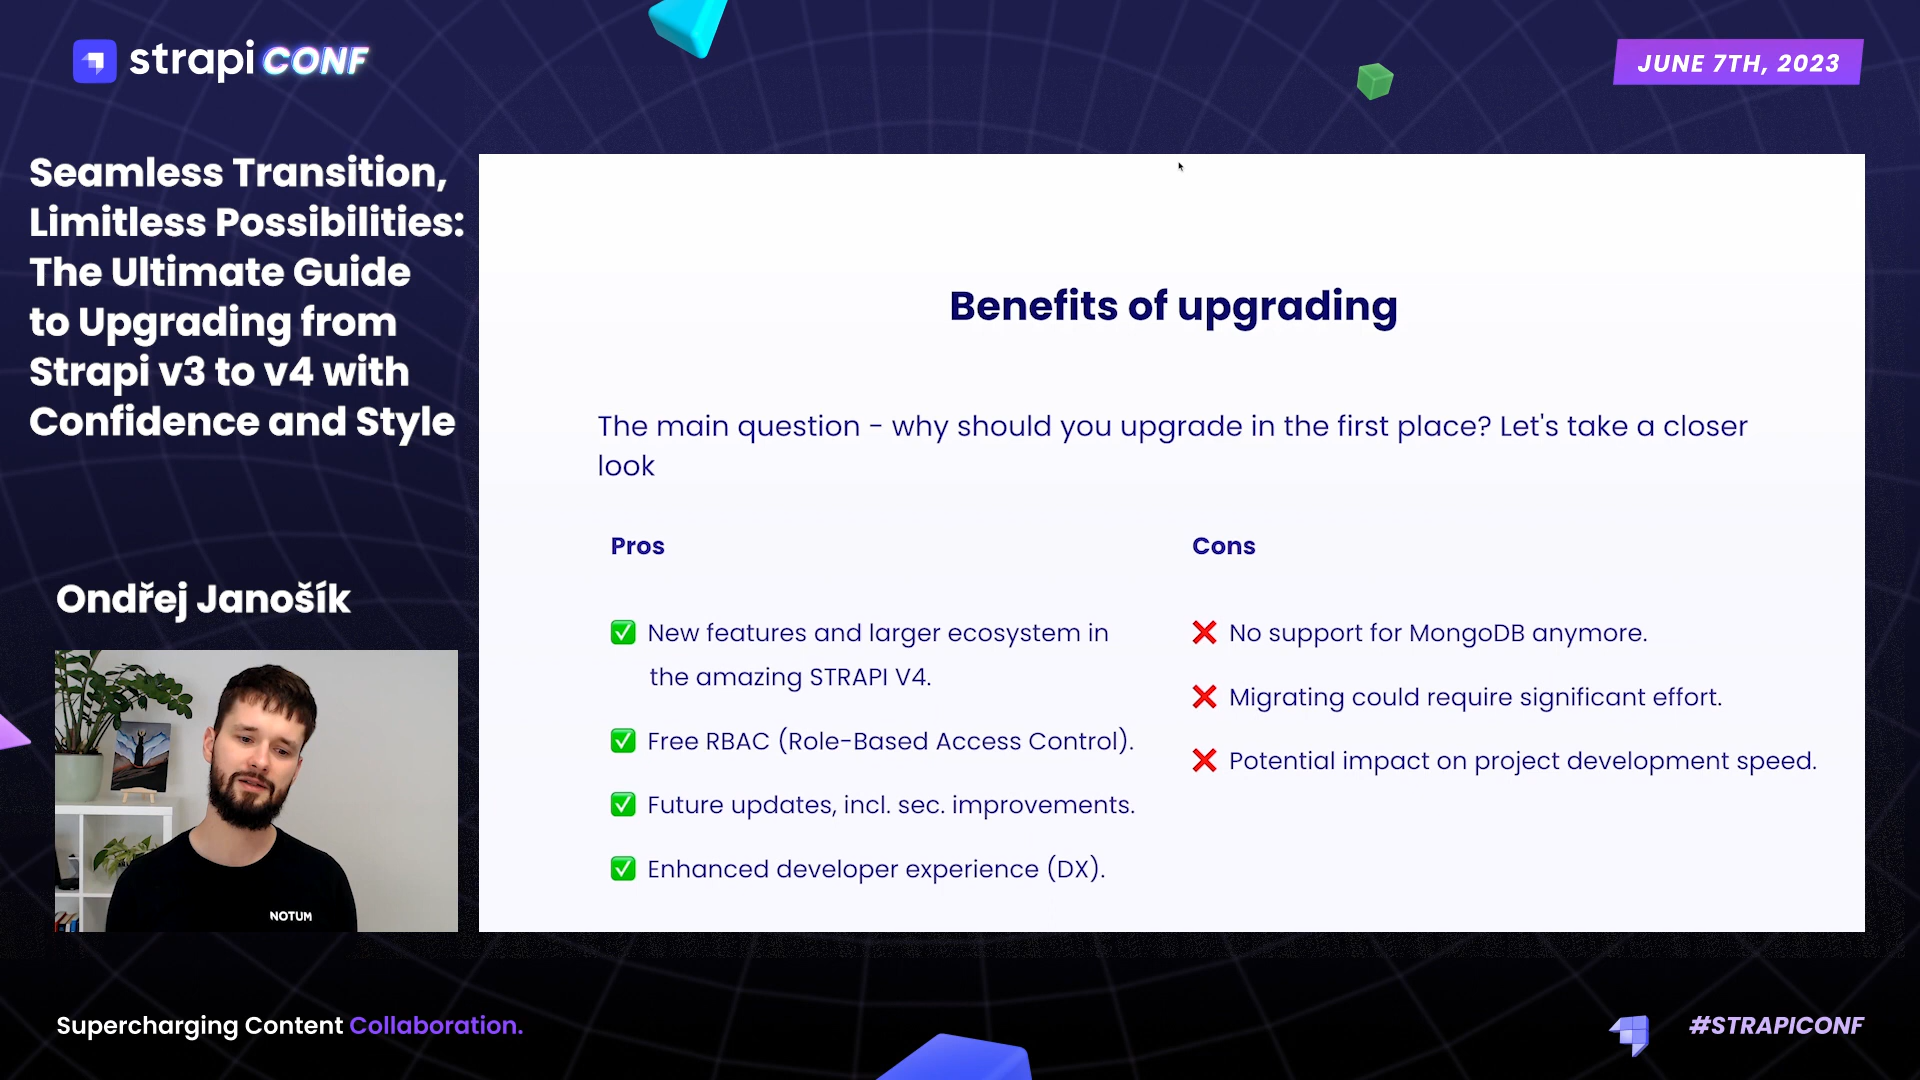 strapi CONF
JUNE 7TH, 2023
Seamless Transition,
Limitless Possibilities:
The Ultimate Guide
to Upgrading from
Strapi v3 to v4 with
Confidence and Style
Ondřej Janošík
NOTUM
Benefits of upgrading
The main question - why should you upgrade in the first place? Let's take a closer
look
Pros
✅ New features and larger ecosystem in
the amazing STRAPI V4.
✅ Free RBAC (Role-Based Access Control).
✅ Future updates, incl. sec. improvements.
✅ Enhanced developer experience (DX).
Cons
❌ No support for MongoDB anymore.
❌ Migrating could require significant effort.
❌ Potential impact on project development speed.
Supercharging Content Collaboration.
#STRAPICONF